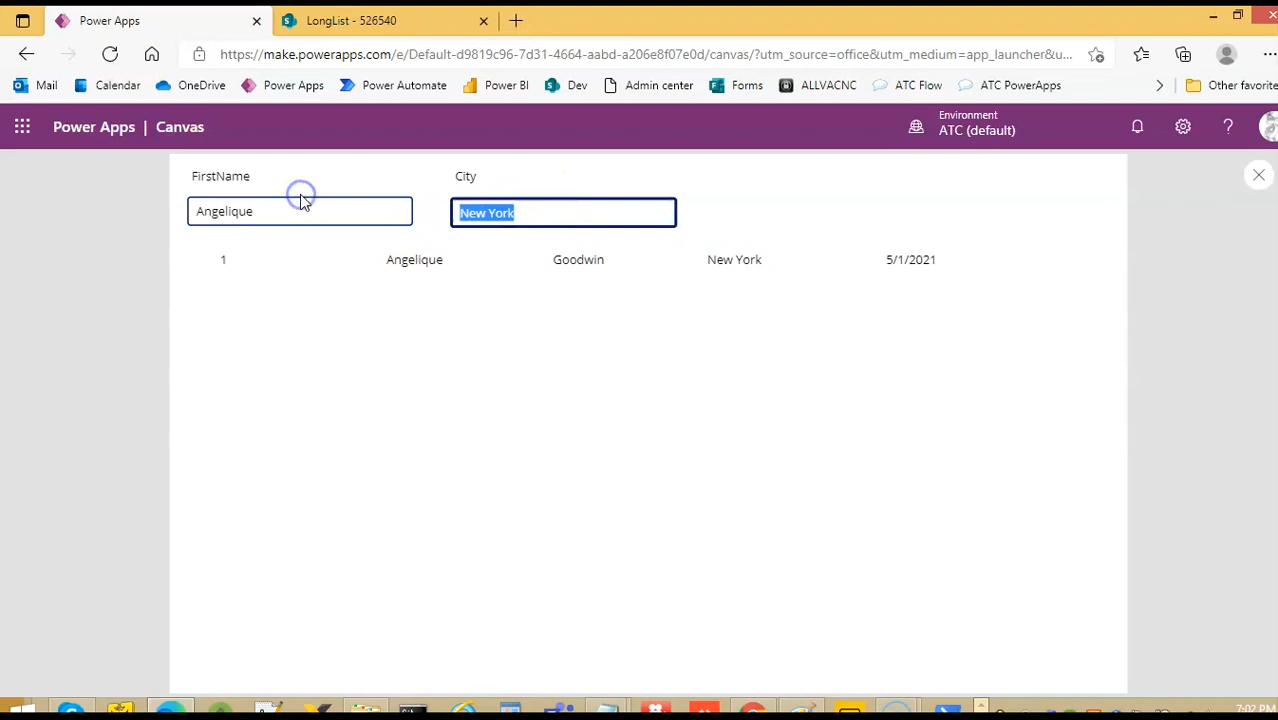 Power Apps
LongList - 526540
https://make.powerapps.com/e/Default-d9819c96-7d31-4664-aabd-a206e8f07e0d/canvas/?utm_source=office&utm_medium=app_launcher&u...
Mail Calendar OneDrive Power Apps Power Automate Power BI Dev Admin center Forms ALLVACNC ATC Flow ATC PowerApps Other favorite
Power Apps | Canvas
Environment
ATC (default)
FirstName City
Angelique New York
1 Angelique Goodwin New York 5/1/2021
7:02 PM